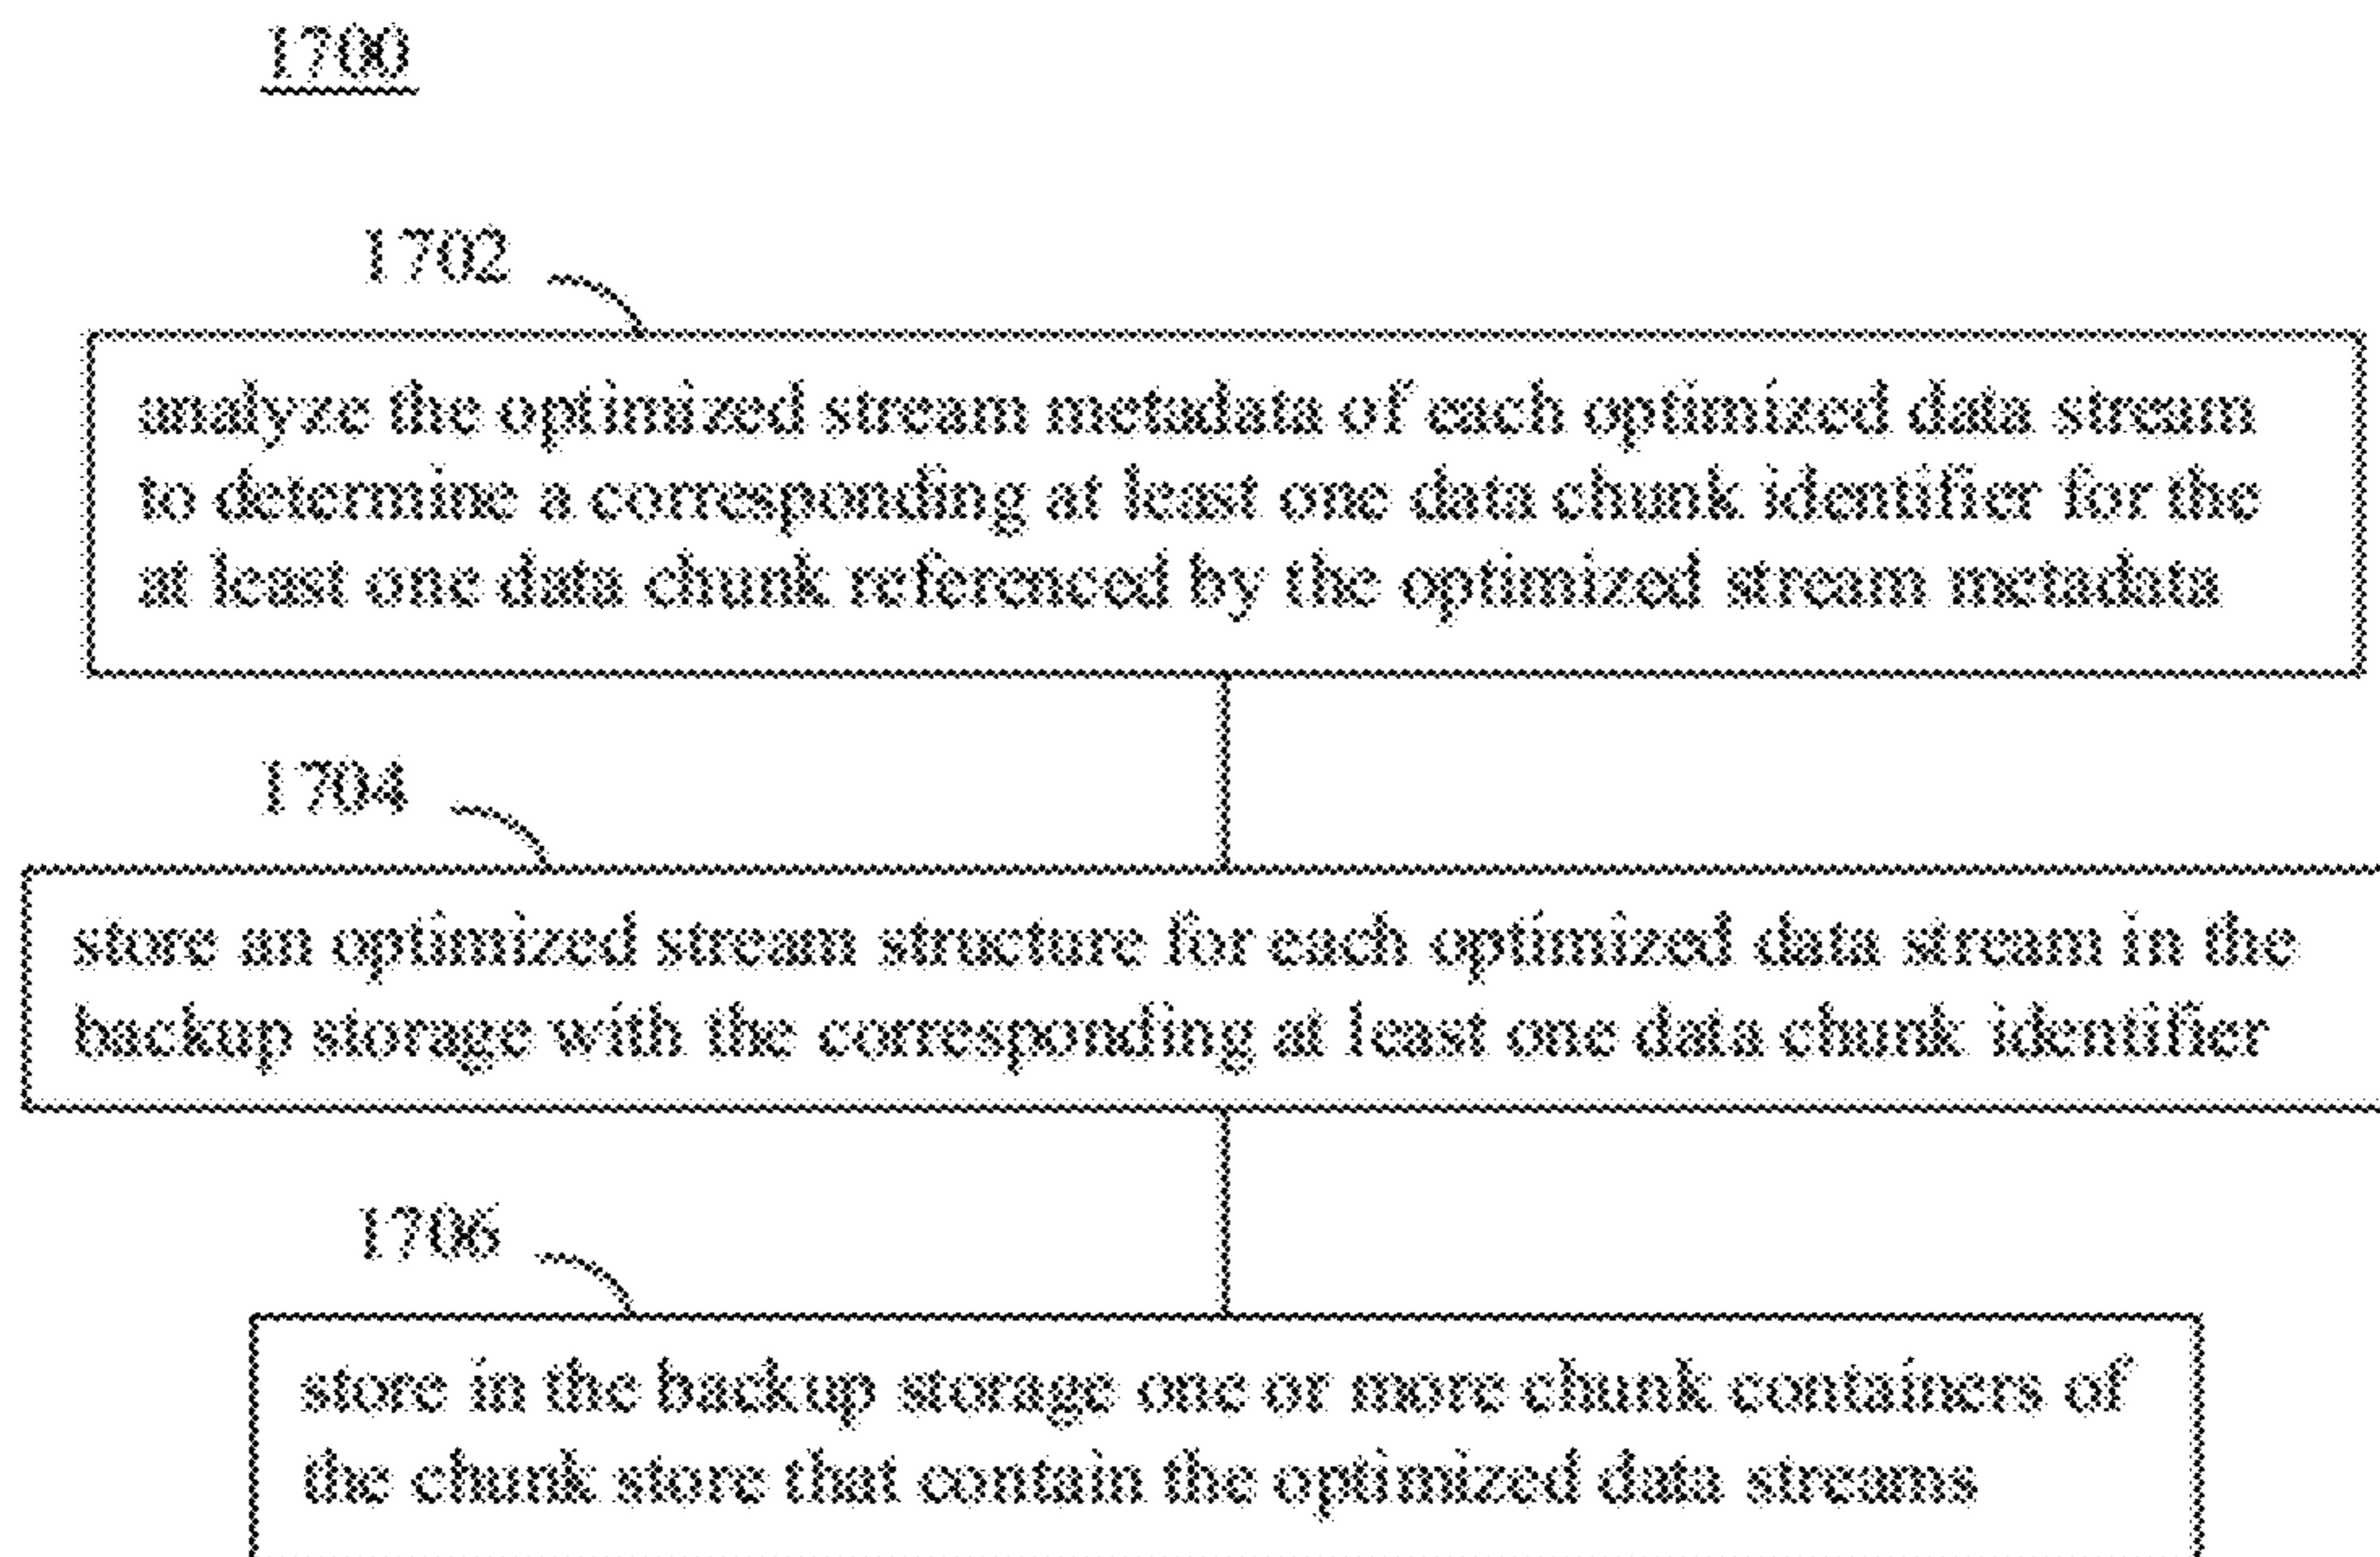 1700
1702
analyze the optimized stream metadata of each optimized data stream
to determine a corresponding at least one data chunk identifier for the
at least one data chunk referenced by the optimized stream metadata
1704
store an optimized stream structure for each optimized data stream in the
backup storage with the corresponding at least one data chunk identifier
1706
store in the backup storage one or more chunk containers of
the chunk store that contain the optimized data streams